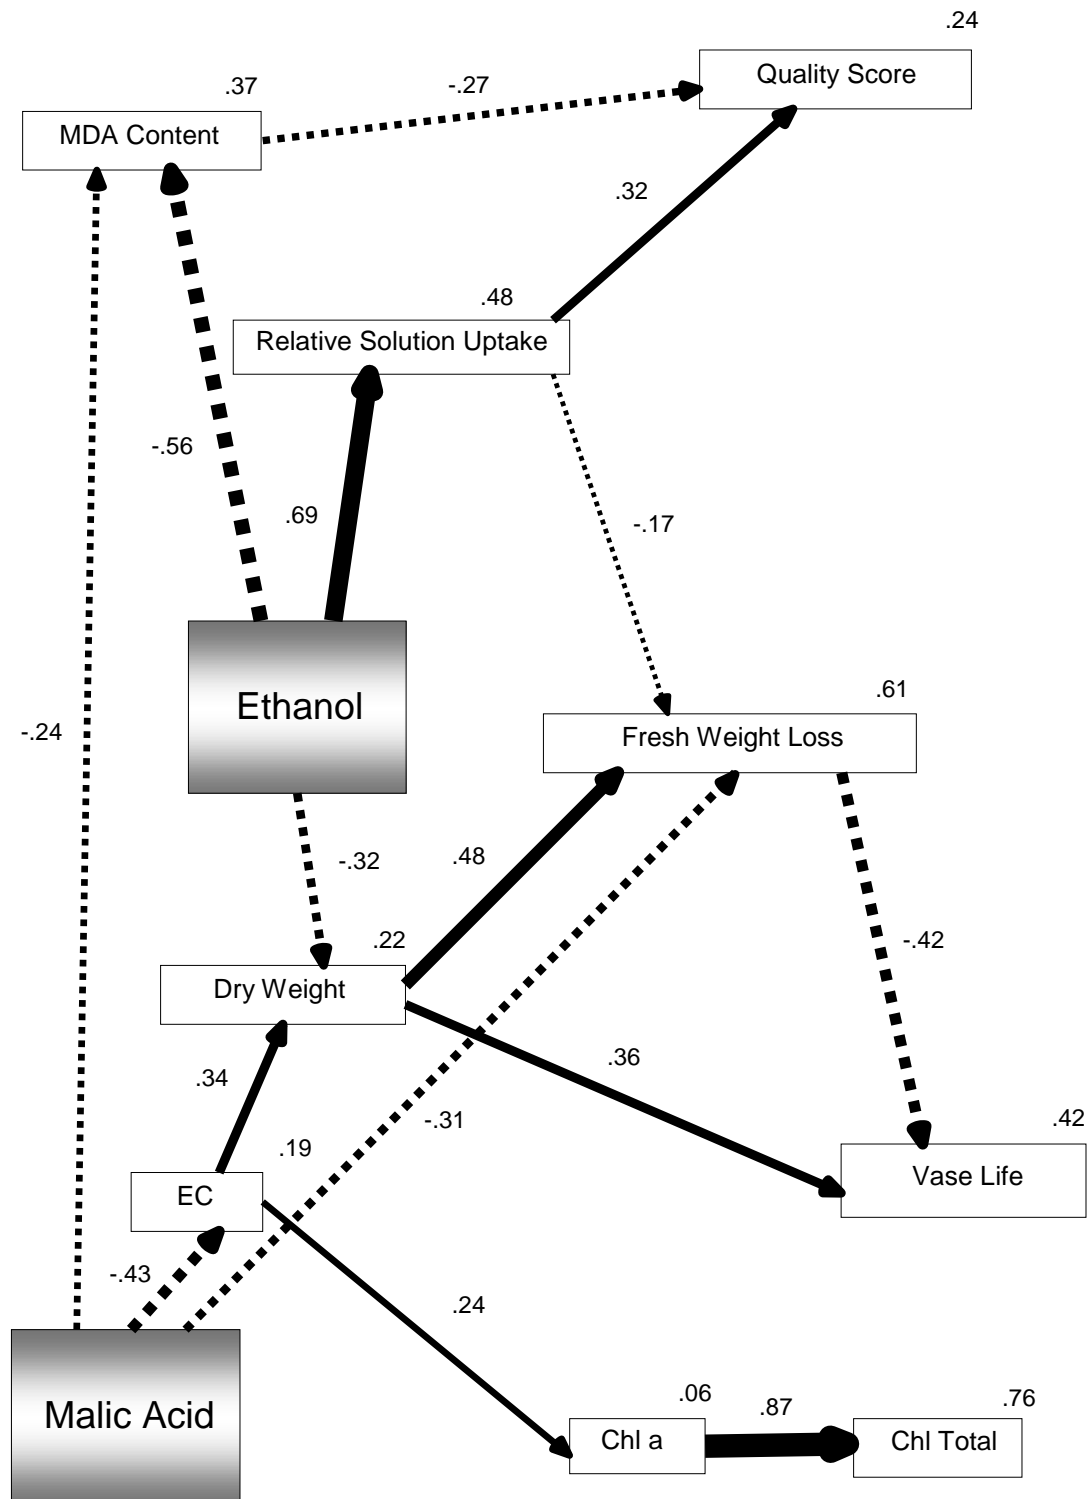 .24
Quality Score
.37
-.27
MDA Content
.32
.48
Relative Solution Uptake
-.56
.69
-.17
Ethanol
.61
-.24
Fresh Weight Loss
-.32
.48
.22
-.42
Dry Weight
.36
.34
-.31
.19
.42
EC
Vase Life
-.43
.24
.06
.87
.76
Malic Acid
Chl a
Chl Total